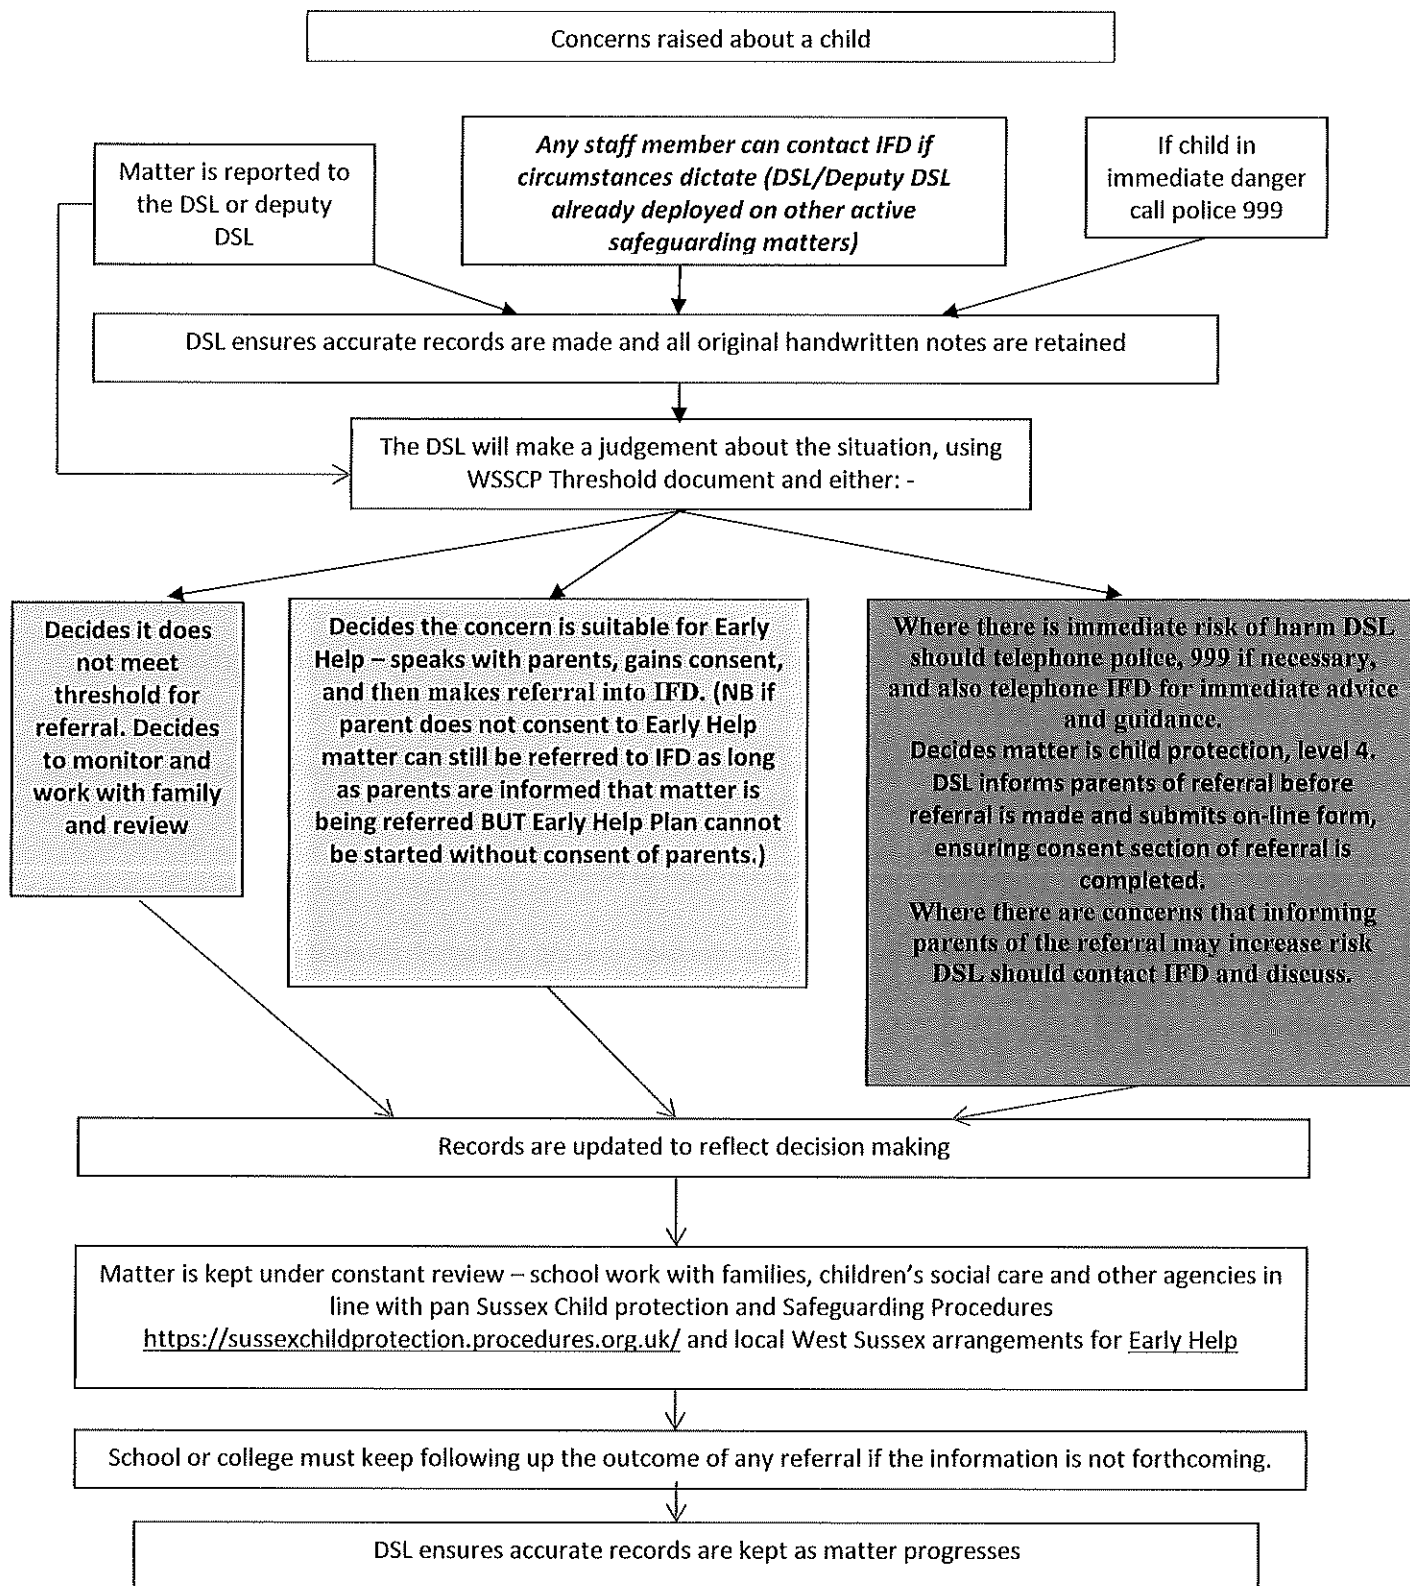 Concerns raised about a child
Matter is reported to
the DSL or deputy
DSL
Any staff member can contact IFD if
circumstances dictate (DSL/Deputy DSL
already deployed on other active
safeguarding matters)
If child in
immediate danger
call police 999
DSL ensures accurate records are made and all original handwritten notes are retained
The DSL will make a judgement about the situation, using
WSSCP Threshold document and either: -
Decides it does
not meet
threshold for
referral. Decides
to monitor and
work with family
and review
Decides the concern is suitable for Early
Help – speaks with parents, gains consent,
and then makes referral into IFD. (NB if
parent does not consent to Early Help
matter can still be referred to IFD as long
as parents are informed that matter is
being referred BUT Early Help Plan cannot
be started without consent of parents.)
Where there is immediate risk of harm DSL
should telephone police, 999 if necessary,
and also telephone IFD for immediate advice
and guidance.
Decides matter is child protection, level 4.
DSL informs parents of referral before
referral is made and submits on-line form,
ensuring consent section of referral is
completed.
Where there are concerns that informing
parents of the referral may increase risk
DSL should contact IFD and discuss.
Records are updated to reflect decision making
Matter is kept under constant review – school work with families, children's social care and other agencies in
line with pan Sussex Child protection and Safeguarding Procedures
https://sussexchildprotection.procedures.org.uk/ and local West Sussex arrangements for Early Help
School or college must keep following up the outcome of any referral if the information is not forthcoming.
DSL ensures accurate records are kept as matter progresses